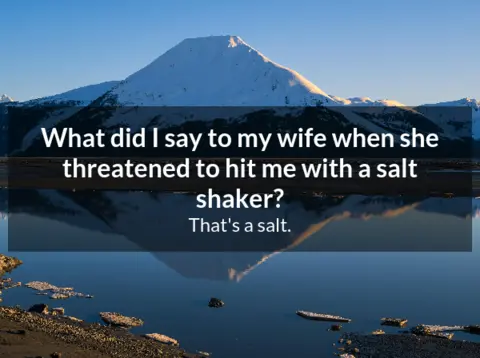 What did I say to my wife when she
threatened to hit me with a salt
shaker?
That's a salt.